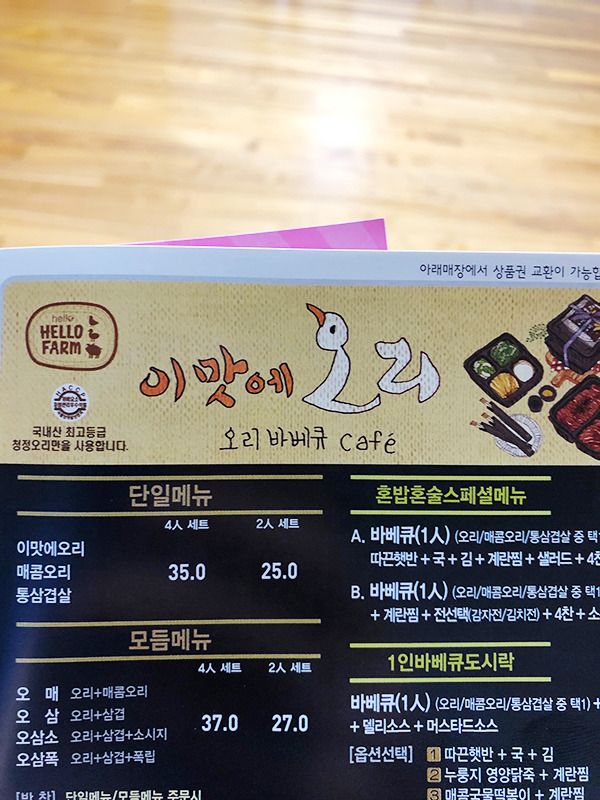 아래매장에서 상품권 교환이 가능합
hello
HELLO
FARM
HACCP
국내산 최고등급
청정오리만을 사용합니다.
이맛에 오리
오리 바베큐 Café
단일메뉴
4人 세트 2人 세트
이맛에오리
매콤오리 35.0 25.0
통삼겹살
모듬메뉴
4人 세트 2人 세트
오 매 오리+매콤오리
오 삼 오리+삼겹
오삼소 오리+삼겹+소시지
오삼폭 오리+삼겹+폭립
37.0 27.0
[반 찬] 단일메뉴/모듬메뉴 주문시
혼밥혼술스페셜메뉴
A. 바베큐(1人) (오리/매콤오리/통삼겹살 중 택1
따끈햇반 + 국 + 김 + 계란찜 + 샐러드 + 4찬
B. 바베큐(1人) (오리/매콤오리/통삼겹살 중 택1
+ 계란찜 + 전선택(감자전/김치전) + 4찬 + 소
1인바베큐도시락
바베큐(1人) (오리/매콤오리/통삼겹살 중 택1) +
+ 델리소스 + 머스타드소스
[옵션선택] 1 따끈햇반 + 국 + 김
2 누룽지 영양닭죽 + 계란찜
3 매콤국물떡볶이 + 계란찜